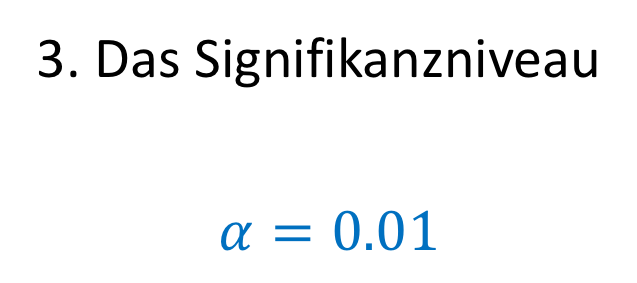 3. Das Signifikanzniveau
𝛼 = 0.01